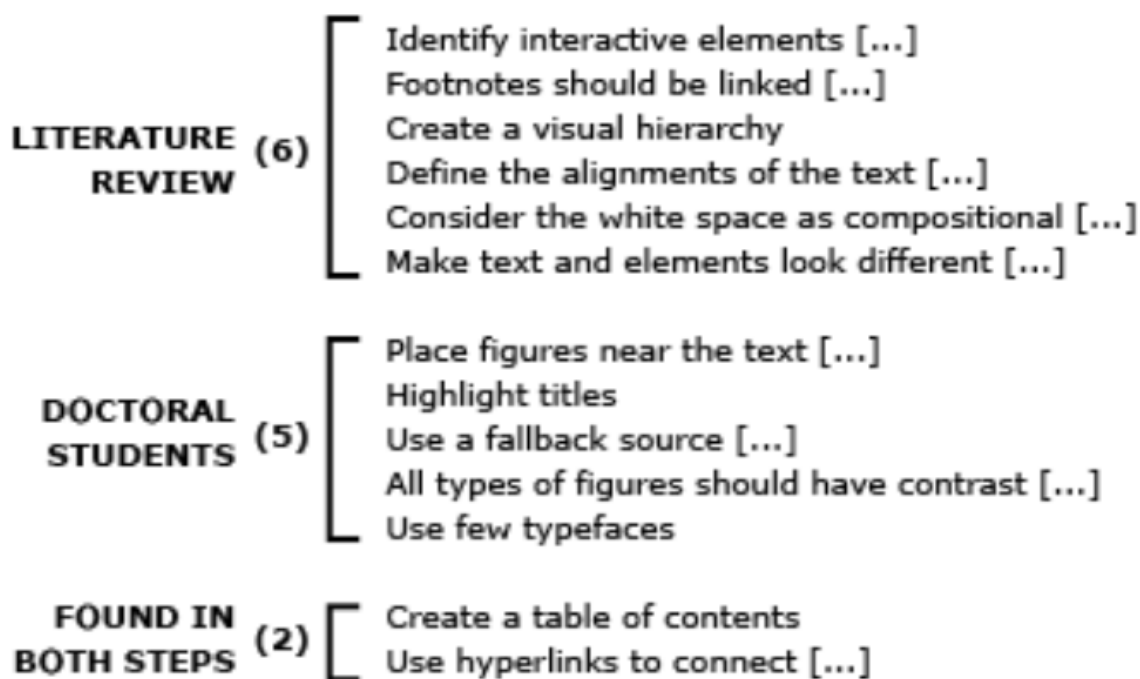 LITERATURE
REVIEW
(6)
Identify interactive elements [...]
Footnotes should be linked [...]
Create a visual hierarchy
Define the alignments of the text [...]
Consider the white space as compositional [...]
Make text and elements look different [...]
DOCTORAL
STUDENTS
(5)
Place figures near the text [...]
Highlight titles
Use a fallback source [...]
All types of figures should have contrast [...]
Use few typefaces
FOUND IN
BOTH STEPS
(2)
Create a table of contents
Use hyperlinks to connect [...]